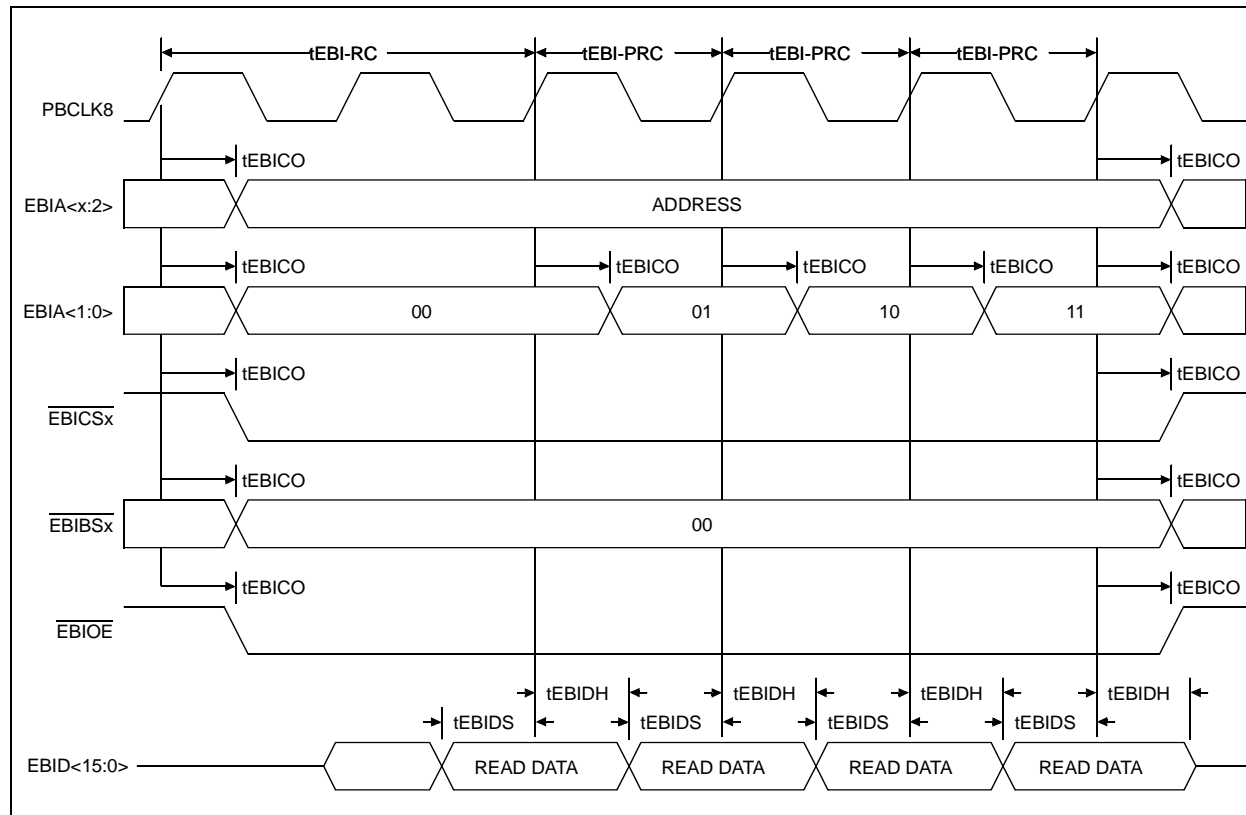 tEBI-RC tEBI-PRC tEBI-PRC tEBI-PRC
PBCLK8
tEBICO tEBICO
EBIA<x:2> ADDRESS
tEBICO tEBICO tEBICO tEBICO tEBICO
EBIA<1:0> 00 01 10 11
tEBICO tEBICO
EBICSx
tEBICO tEBICO
EBIBSx 00
tEBICO tEBICO
EBIOE
tEBIDH tEBIDH tEBIDH tEBIDH
tEBIDS tEBIDS tEBIDS tEBIDS
EBID<15:0> READ DATA READ DATA READ DATA READ DATA